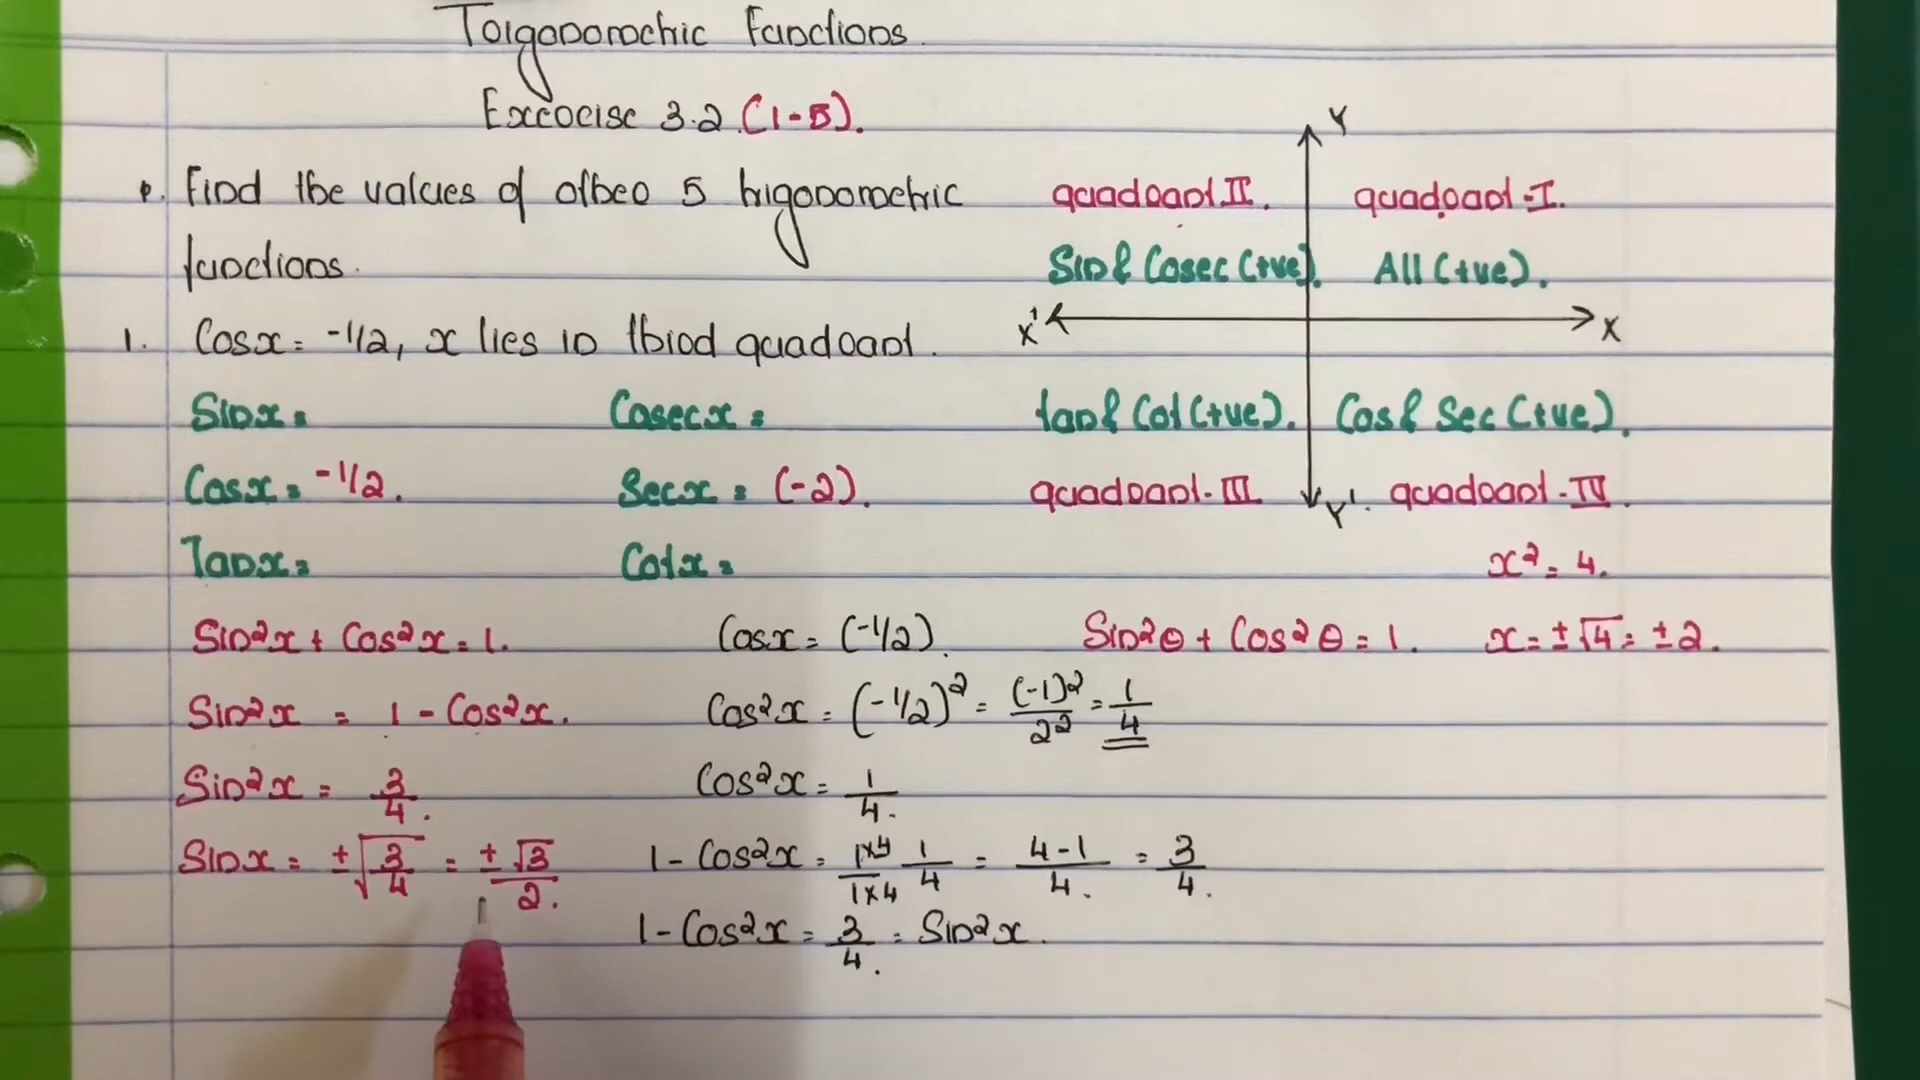 Trigonometric Functions.
Exercise 3.2 (1-5).
P. Find the values of other 5 trigonometric
functions.
1. Cosx = -1/2, x lies in third quadrant.
Sinx = Cosecx =
Cosx = -1/2. Secx = (-2).
Tanx = Cotx =
Y
quadrant II. quadrant-I.
Sin & Cosec (+ve). All (+ve).
X' X
tan & Cot (+ve). Cos & Sec (+ve).
quadrant-III Y' quadrant-IV.
x² = 4.
Sin²x + Cos²x = 1. Cosx = (-1/2). Sin²θ + Cos²θ = 1. x = ±√4 = ±2.
Sin²x = 1 - Cos²x. Cos²x = (-1/2)² = (-1)²/2² = 1/4
Sin²x = 3/4. Cos²x = 1/4.
Sinx = ±√3/4 = ±√3/2. 1 - Cos²x = 1×4/1×4 1/4 = 4-1/4. = 3/4.
1 - Cos²x = 3/4. = Sin²x.